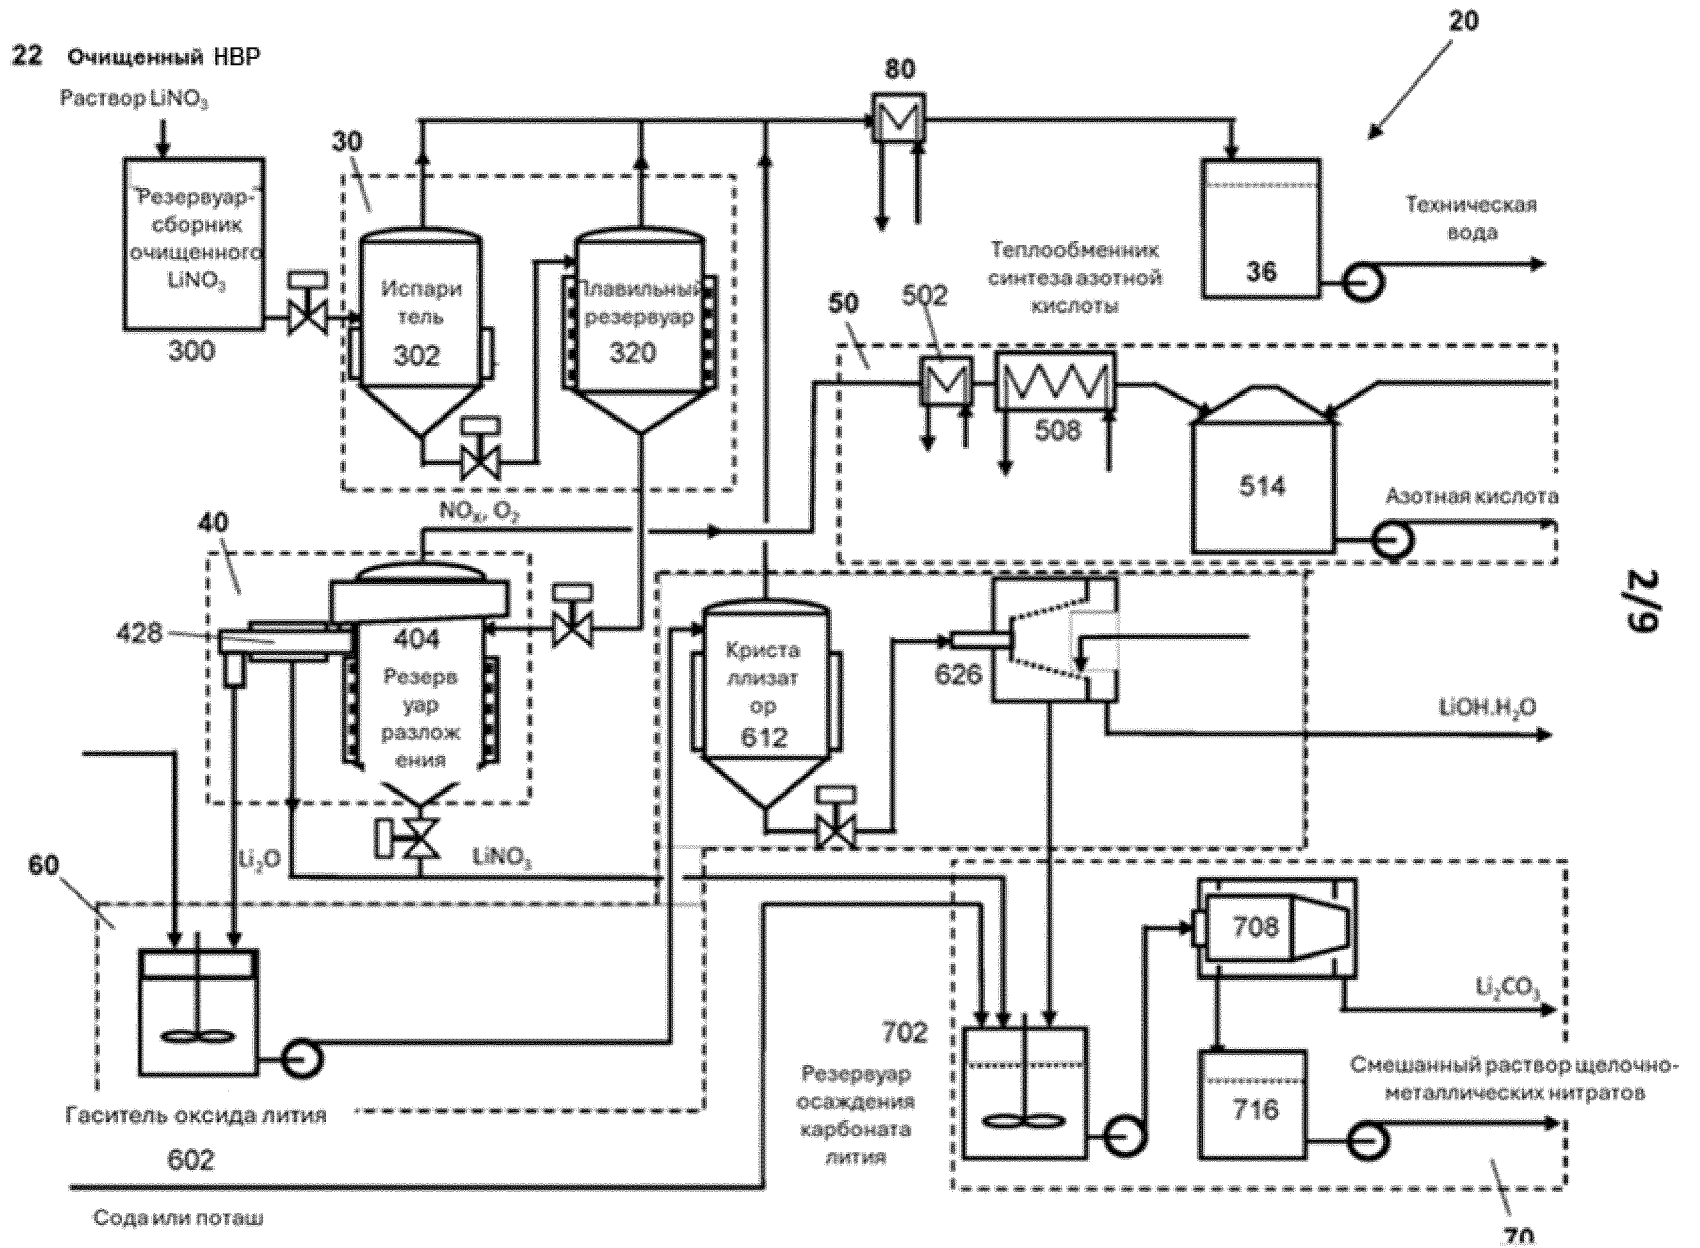 20
22 Очищенный НВР
Раствор LiNO₃
80
30
Резервуар-
сборник
очищенного
LiNO₃
300
Испари
тель
302
Плавильный
резервуар
320
36
Техническая
вода
Теплообменник
синтеза азотной
кислоты
50
502
508
514
Азотная кислота
NOₓ, O₂
40
428
404
Резерв
уар
разлож
ения
Криста
ллизат
ор
612
626
LiOH.H₂O
2/9
Li₂O
LiNO₃
60
708
Li₂CO₃
702
Резервуар
осаждения
карбоната
лития
716
Смешанный раствор щелочно-
металлических нитратов
Гаситель оксида лития
602
Сода или поташ
70